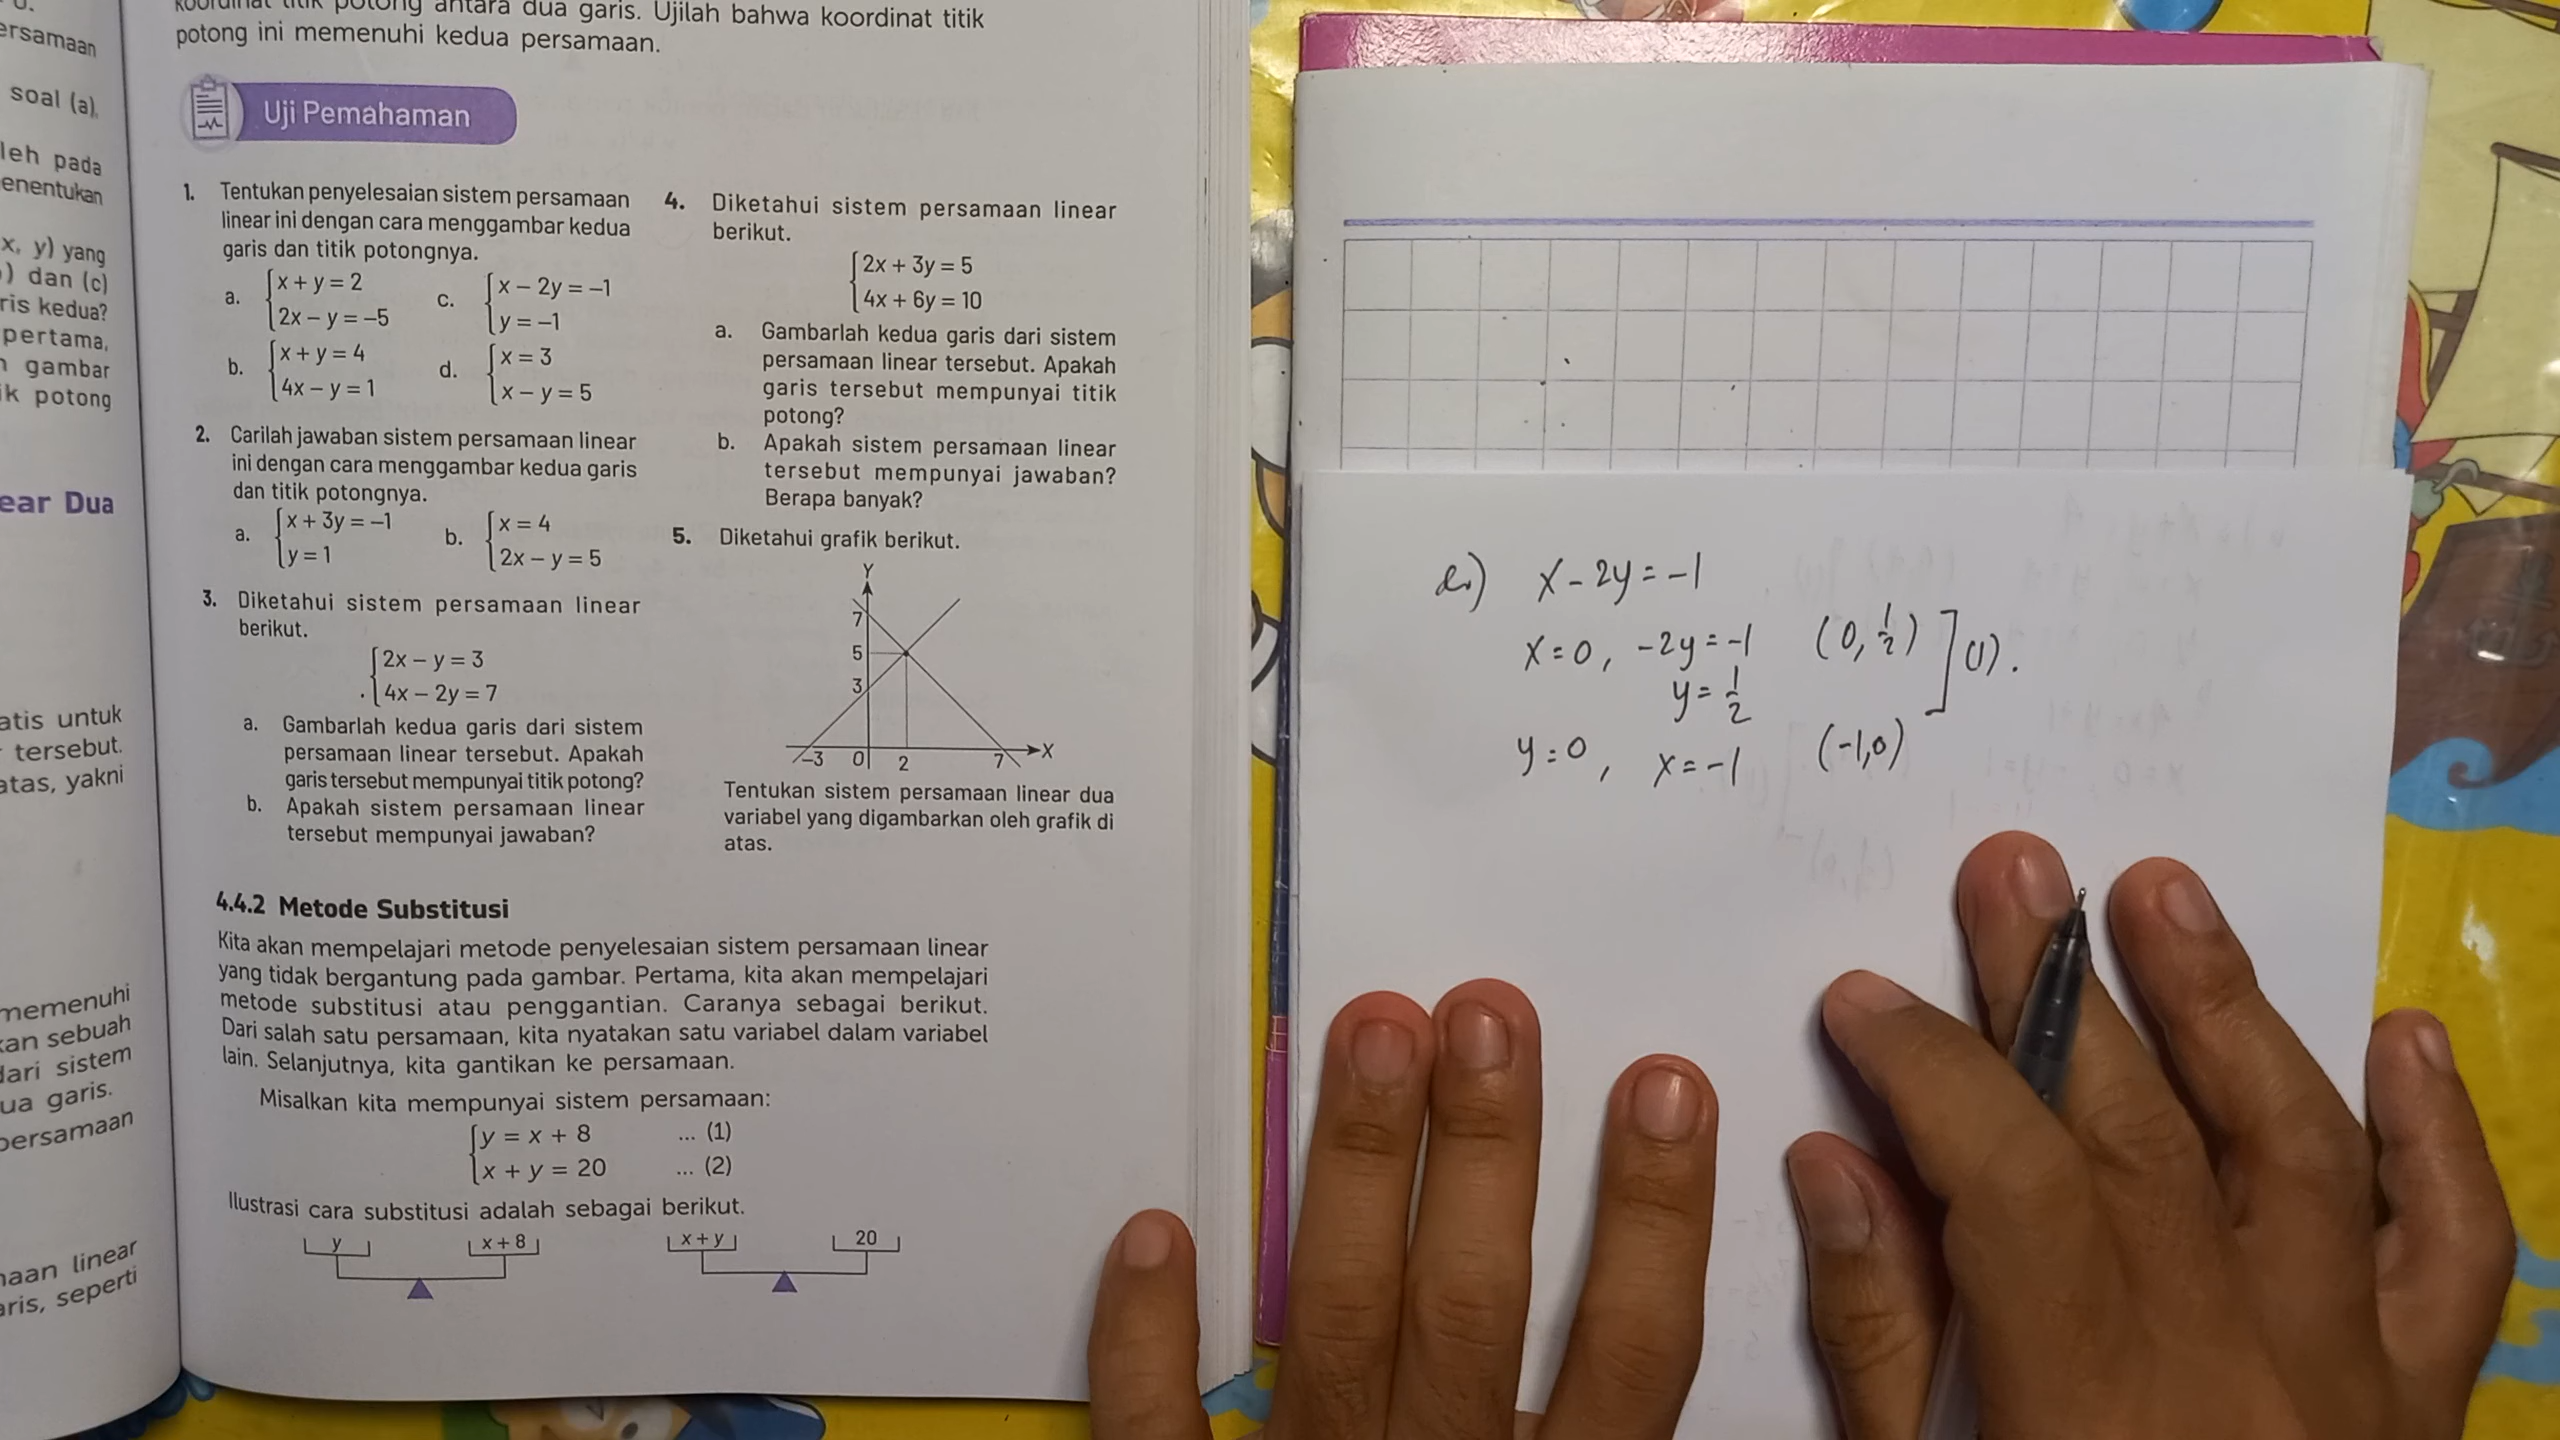 ersamaan
soal (a),
leh pada
enentukan
x, y) yang
) dan (c)
ris kedua?
pertama,
gambar
ik potong
ear Dua
atis untuk
tersebut.
atas, yakni
memenuhi
kan sebuah
dari sistem
ua garis.
persamaan
naan linear
aris, seperti
koordinat titik potong antara dua garis. Ujilah bahwa koordinat titik
potong ini memenuhi kedua persamaan.
Uji Pemahaman
1. Tentukan penyelesaian sistem persamaan
linear ini dengan cara menggambar kedua
garis dan titik potongnya.
a. x + y = 2
2x – y = –5
c. x – 2y = –1
y = –1
b. x + y = 4
4x – y = 1
d. x = 3
x – y = 5
2. Carilah jawaban sistem persamaan linear
ini dengan cara menggambar kedua garis
dan titik potongnya.
a. x + 3y = –1
y = 1
b. x = 4
2x – y = 5
3. Diketahui sistem persamaan linear
berikut.
2x – y = 3
4x – 2y = 7
a. Gambarlah kedua garis dari sistem
persamaan linear tersebut. Apakah
garis tersebut mempunyai titik potong?
b. Apakah sistem persamaan linear
tersebut mempunyai jawaban?
4. Diketahui sistem persamaan linear
berikut.
2x + 3y = 5
4x + 6y = 10
a. Gambarlah kedua garis dari sistem
persamaan linear tersebut. Apakah
garis tersebut mempunyai titik
potong?
b. Apakah sistem persamaan linear
tersebut mempunyai jawaban?
Berapa banyak?
5. Diketahui grafik berikut.
Y
7
5
3
–3 0 2 7 X
Tentukan sistem persamaan linear dua
variabel yang digambarkan oleh grafik di
atas.
4.4.2 Metode Substitusi
Kita akan mempelajari metode penyelesaian sistem persamaan linear
yang tidak bergantung pada gambar. Pertama, kita akan mempelajari
metode substitusi atau penggantian. Caranya sebagai berikut.
Dari salah satu persamaan, kita nyatakan satu variabel dalam variabel
lain. Selanjutnya, kita gantikan ke persamaan.
Misalkan kita mempunyai sistem persamaan:
y = x + 8 ... (1)
x + y = 20 ... (2)
Ilustrasi cara substitusi adalah sebagai berikut.
y x + 8 x + y 20
x - 2y = -1
x = 0, -2y = -1 (0, 1/2) ] (1).
y = 1/2
y = 0, x = -1 (-1,0)